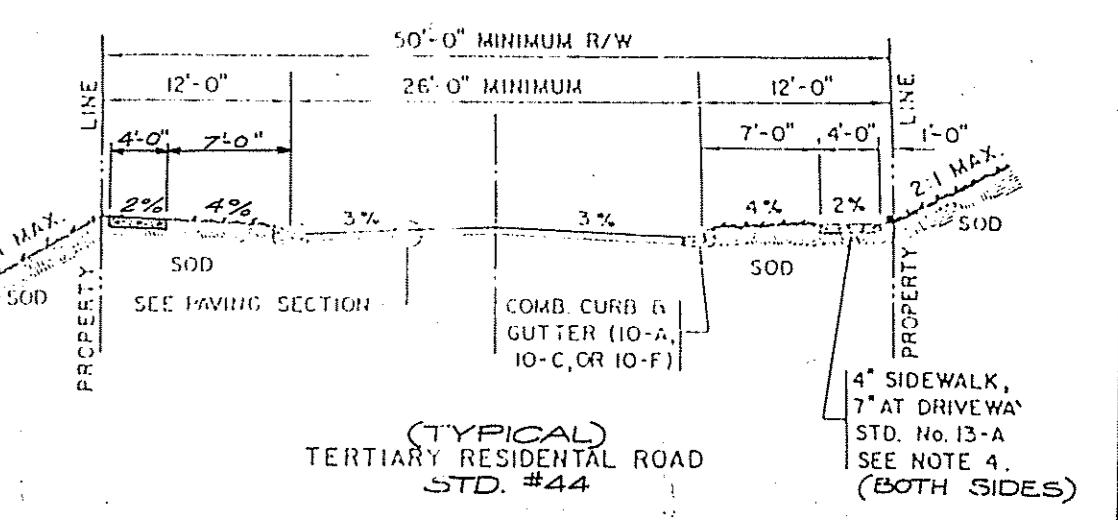 50'-0" MINIMUM R/W
12'-0" 26'-0" MINIMUM 12'-0"
4'-0" 7'-0" 7'-0" 4'-0" 1'-0"
PROPERTY LINE
PROPERTY LINE
2% 4% 3% 3% 4% 2%
MAX.
2:1 MAX.
SOD
SOD
SOD
SOD
SEE PAVING SECTION
COMB. CURB &
GUTTER (10-A,
10-C, OR 10-F)
4" SIDEWALK,
7" AT DRIVEWA
STD. No. 13-A
SEE NOTE 4.
(BOTH SIDES)
(TYPICAL)
TERTIARY RESIDENTAL ROAD
STD. #44